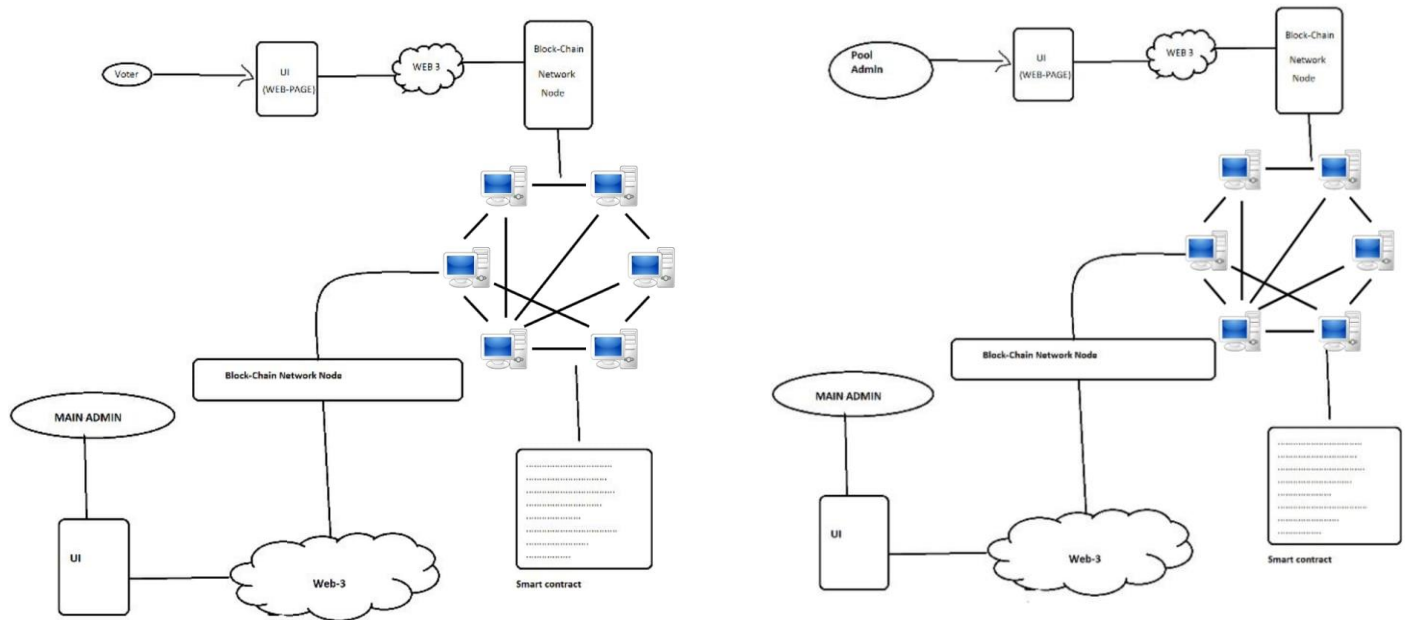 Voter
UI
(WEB-PAGE)
WEB 3
Block-Chain
Network
Node
Block-Chain Network Node
MAIN ADMIN
UI
Web-3
Smart contract
Pool
Admin
UI
(WEB-PAGE)
WEB 3
Block-Chain
Network
Node
Block-Chain Network Node
MAIN ADMIN
UI
Web-3
Smart contract